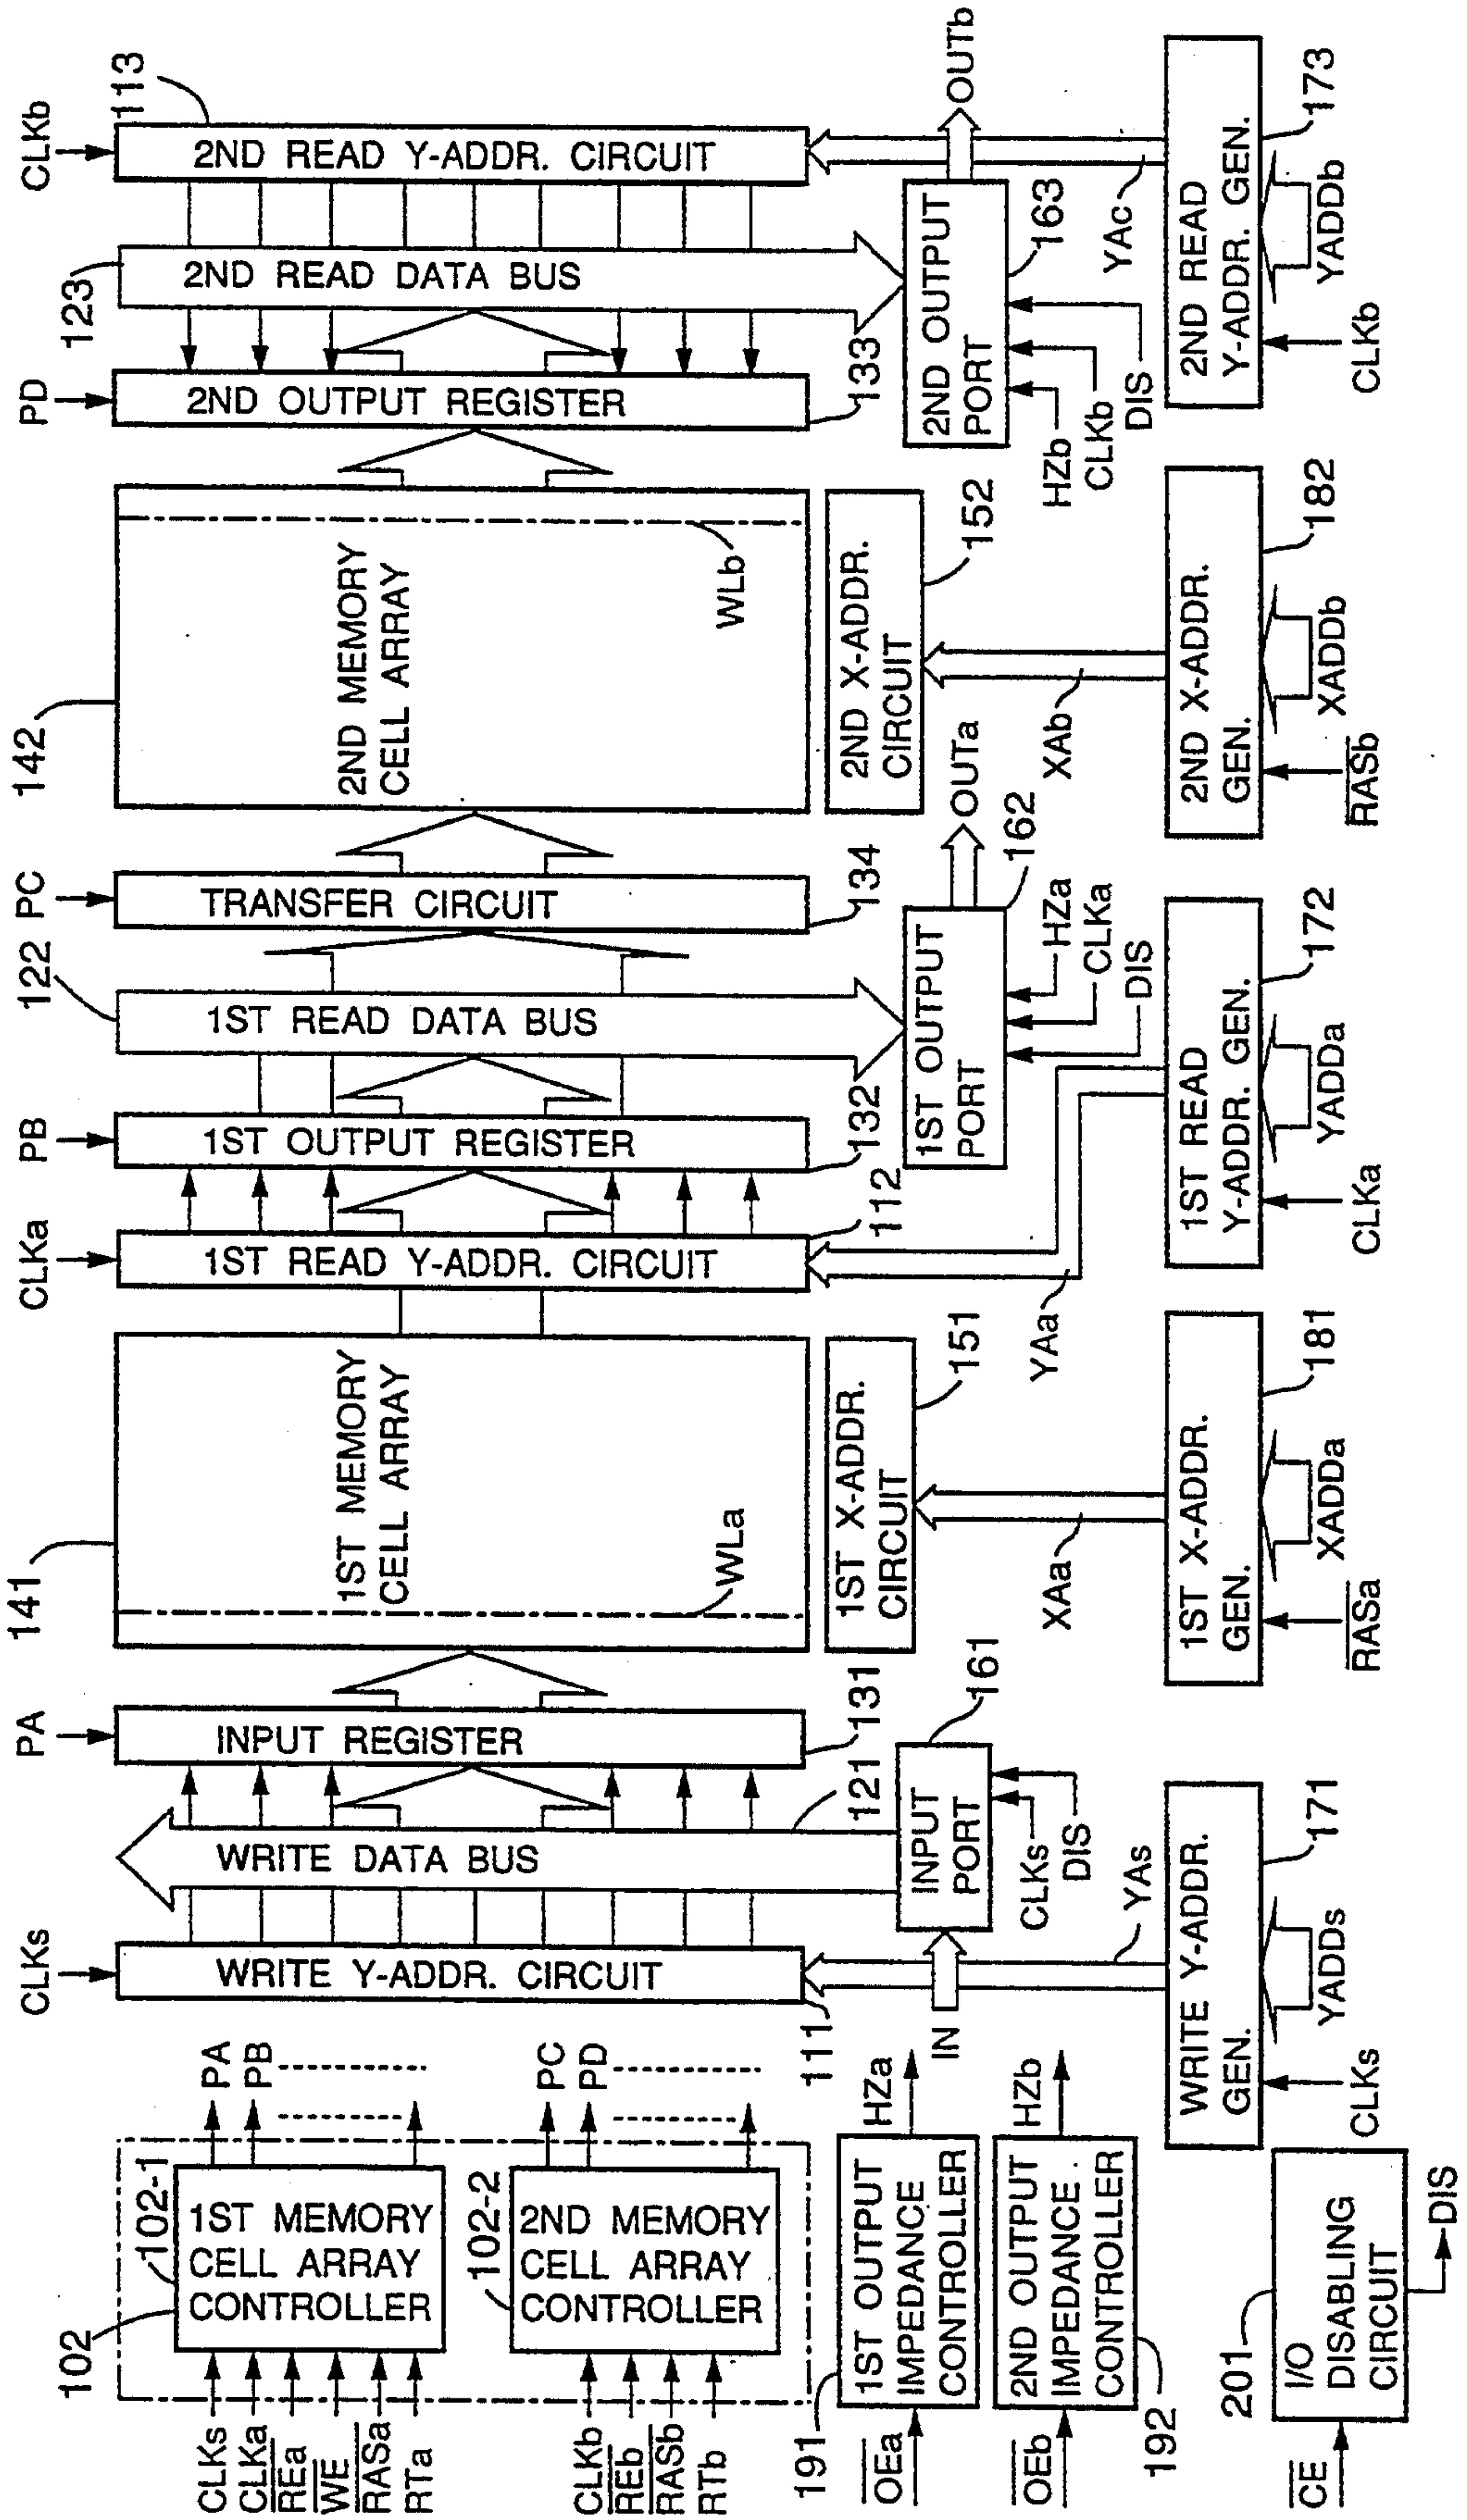 CLKs
CLKa
REa
WE
RASa
RTa
102
102-1
1ST MEMORY
CELL ARRAY
CONTROLLER
PA
PB
CLKb
REb
RASb
RTb
102-2
2ND MEMORY
CELL ARRAY
CONTROLLER
PC
PD
191
OEa
1ST OUTPUT
IMPEDANCE
CONTROLLER
HZa
OEb
192
2ND OUTPUT
IMPEDANCE
CONTROLLER
HZb
201
CE
I/O
DISABLING
CIRCUIT
DIS
CLKs
WRITE Y-ADDR. CIRCUIT
111
WRITE DATA BUS
121
PA
INPUT REGISTER
131
IN
INPUT
PORT
161
CLKs
DIS
YAs
WRITE Y-ADDR.
GEN.
171
CLKs
YADDs
141
1ST MEMORY
CELL ARRAY
WLa
1ST X-ADDR.
CIRCUIT
151
XAa
1ST X-ADDR.
GEN.
181
RASa
XADDa
CLKa
1ST READ Y-ADDR. CIRCUIT
112
PB
1ST OUTPUT REGISTER
132
122
1ST READ DATA BUS
PC
TRANSFER CIRCUIT
134
1ST OUTPUT
PORT
162
OUTa
HZa
CLKa
DIS
YAa
1ST READ
Y-ADDR. GEN.
172
CLKa
YADDa
142
2ND MEMORY
CELL ARRAY
WLb
2ND X-ADDR.
CIRCUIT
152
XAb
2ND X-ADDR.
GEN.
182
RASb
XADDb
PD
2ND OUTPUT REGISTER
133
123
2ND READ DATA BUS
CLKb
113
2ND READ Y-ADDR. CIRCUIT
2ND OUTPUT
PORT
163
OUTb
HZb
CLKb
DIS
YAc
2ND READ
Y-ADDR. GEN.
173
CLKb
YADDb